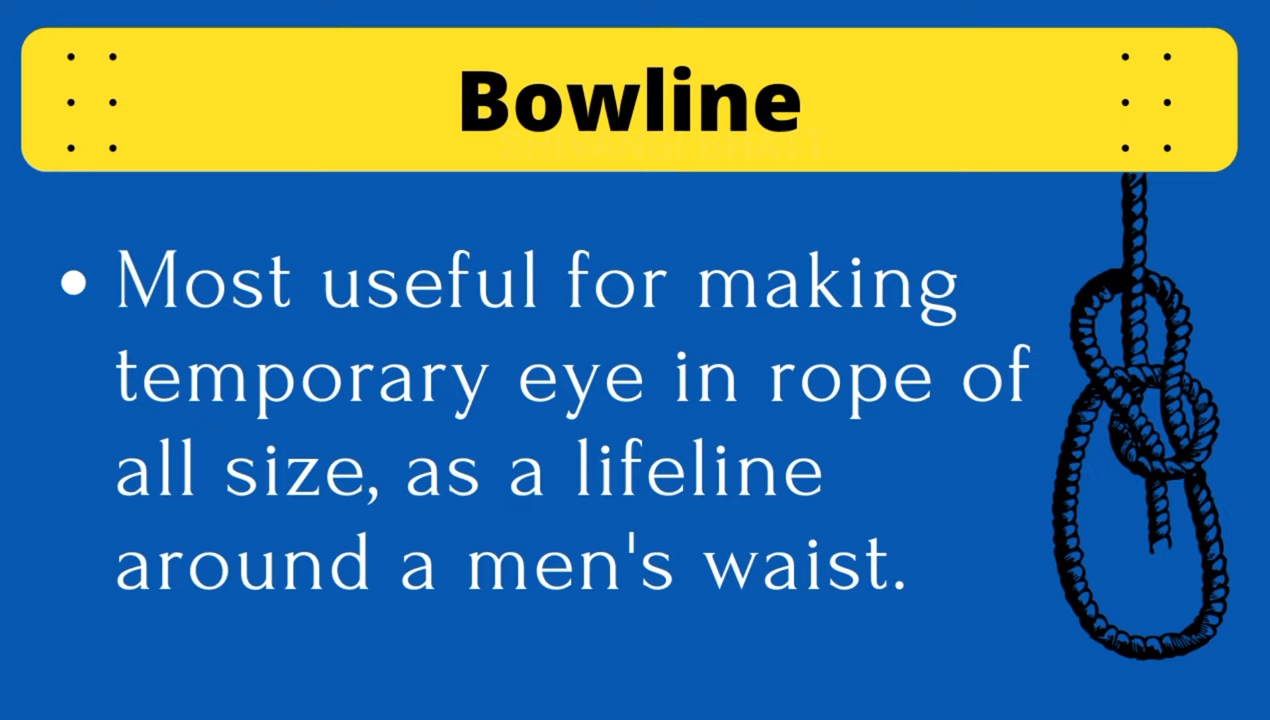 Bowline
• Most useful for making
temporary eye in rope of
all size, as a lifeline
around a men's waist.